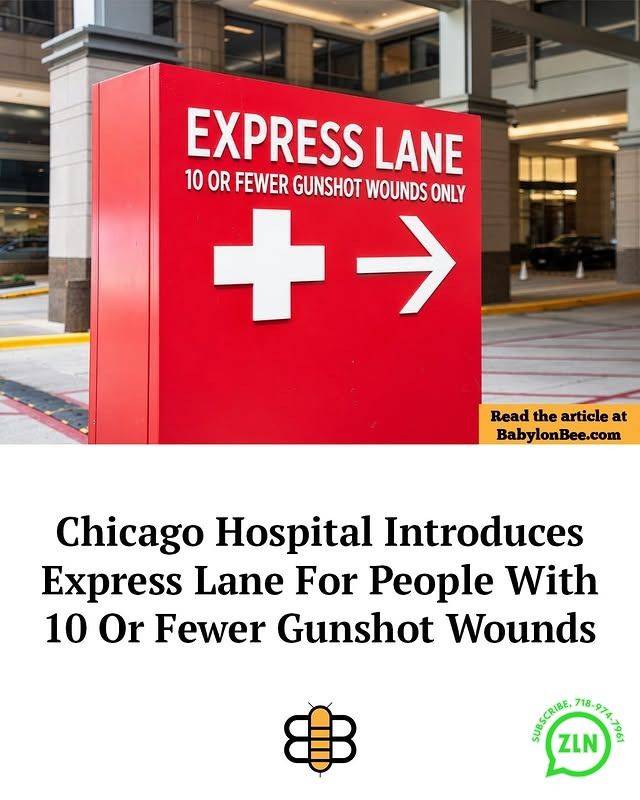 EXPRESS LANE
10 OR FEWER GUNSHOT WOUNDS ONLY
Read the article at
BabylonBee.com
Chicago Hospital Introduces
Express Lane For People With
10 Or Fewer Gunshot Wounds
SUBSCRIBE, 718-974-7961
ZLN